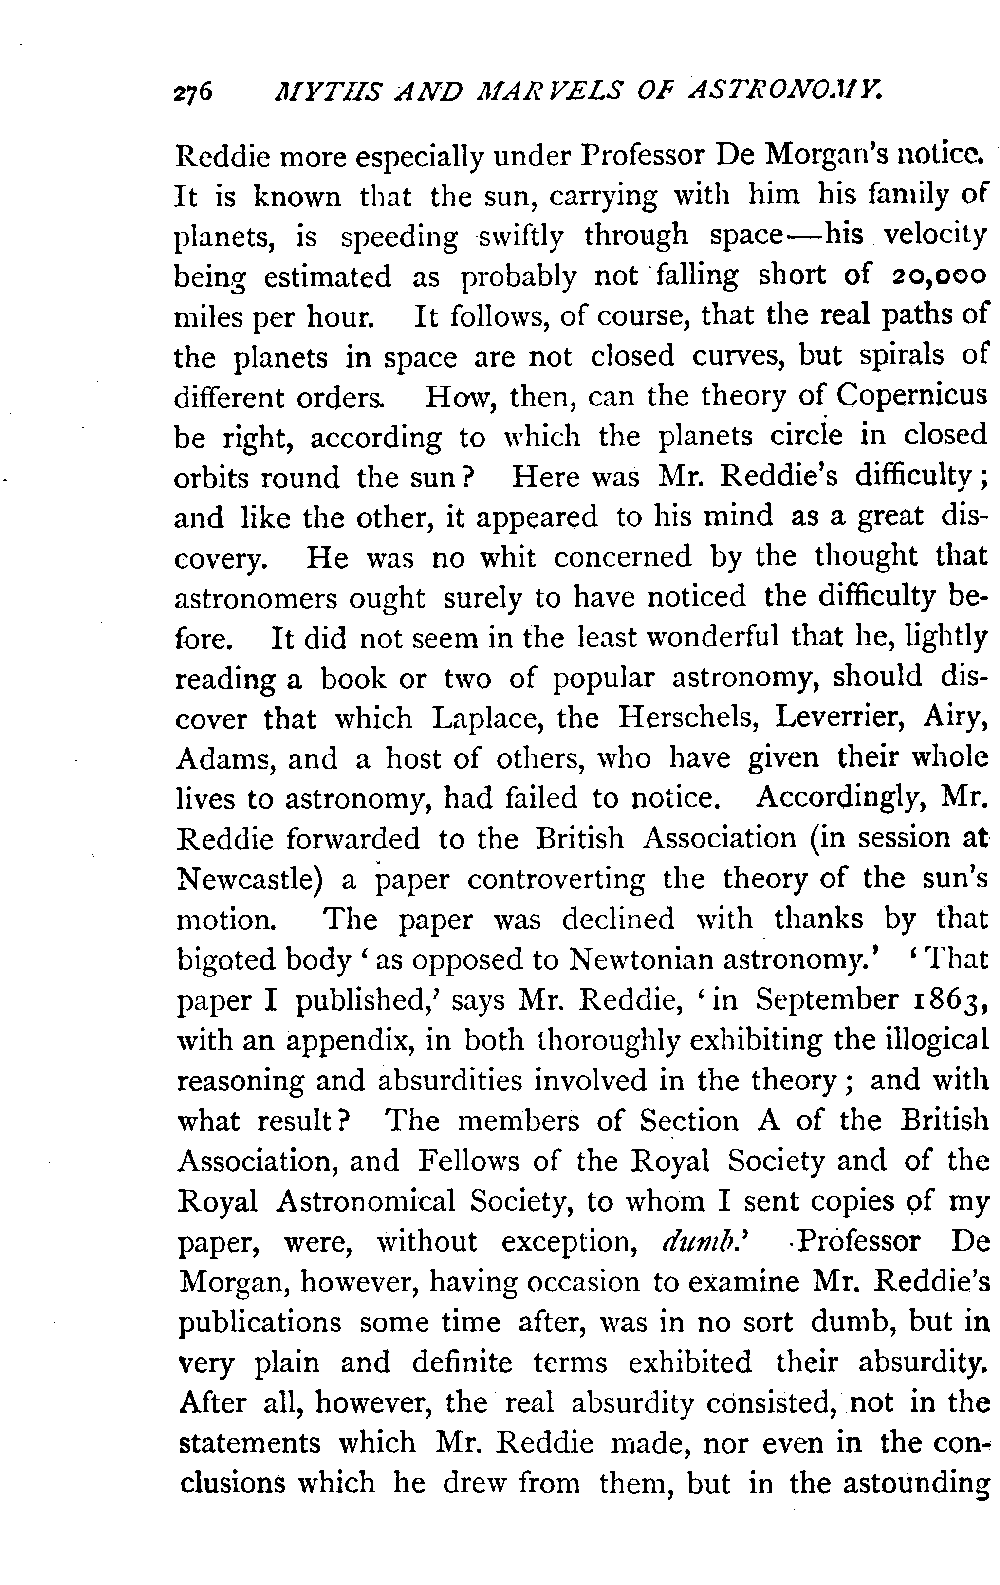 276 MYTHS AND MARVELS OF ASTRONOMY.
Reddie more especially under Professor De Morgan's notice.
It is known that the sun, carrying with him his family of
planets, is speeding swiftly through space—his velocity
being estimated as probably not falling short of 20,000
miles per hour. It follows, of course, that the real paths of
the planets in space are not closed curves, but spirals of
different orders. How, then, can the theory of Copernicus
be right, according to which the planets circle in closed
orbits round the sun? Here was Mr. Reddie's difficulty;
and like the other, it appeared to his mind as a great dis-
covery. He was no whit concerned by the thought that
astronomers ought surely to have noticed the difficulty be-
fore. It did not seem in the least wonderful that he, lightly
reading a book or two of popular astronomy, should dis-
cover that which Laplace, the Herschels, Leverrier, Airy,
Adams, and a host of others, who have given their whole
lives to astronomy, had failed to notice. Accordingly, Mr.
Reddie forwarded to the British Association (in session at
Newcastle) a paper controverting the theory of the sun's
motion. The paper was declined with thanks by that
bigoted body 'as opposed to Newtonian astronomy.' 'That
paper I published,' says Mr. Reddie, 'in September 1863,
with an appendix, in both thoroughly exhibiting the illogical
reasoning and absurdities involved in the theory; and with
what result? The members of Section A of the British
Association, and Fellows of the Royal Society and of the
Royal Astronomical Society, to whom I sent copies of my
paper, were, without exception, dumb.' Professor De
Morgan, however, having occasion to examine Mr. Reddie's
publications some time after, was in no sort dumb, but in
very plain and definite terms exhibited their absurdity.
After all, however, the real absurdity consisted, not in the
statements which Mr. Reddie made, nor even in the con-
clusions which he drew from them, but in the astounding